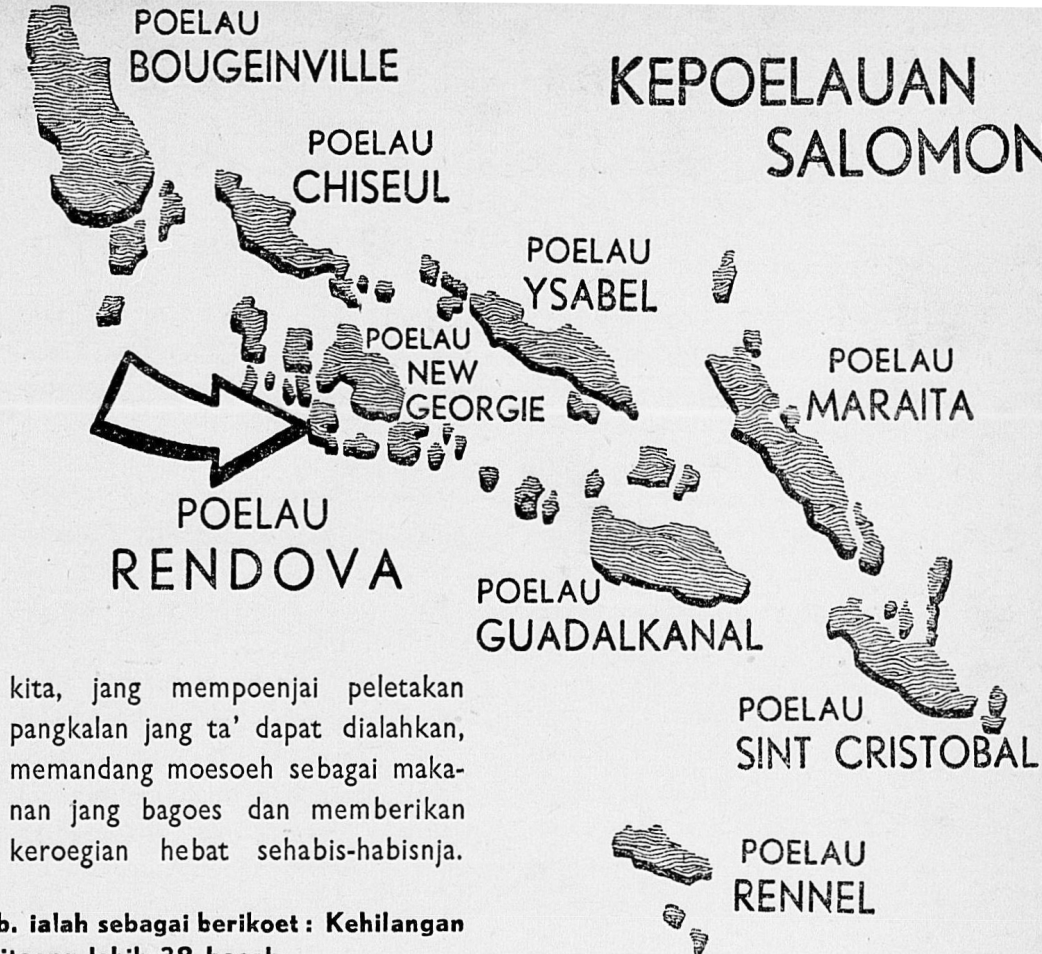 POELAU
BOUGEINVILLE
KEPOELAUAN
SALOMON
POELAU
CHISEUL
POELAU
YSABEL
POELAU
NEW
GEORGIE
POELAU
MARAITA
POELAU
RENDOVA
POELAU
GUADALKANAL
POELAU
SINT CRISTOBAL
POELAU
RENNEL
kita, jang mempoenjai peletakan
pangkalan jang ta' dapat dialahkan,
memandang moesoeh sebagai maka-
nan jang bagoes dan memberikan
keroegian hebat sehabis-habisnja.
b. ialah sebagai berikoet : Kehilangan
lebih 38